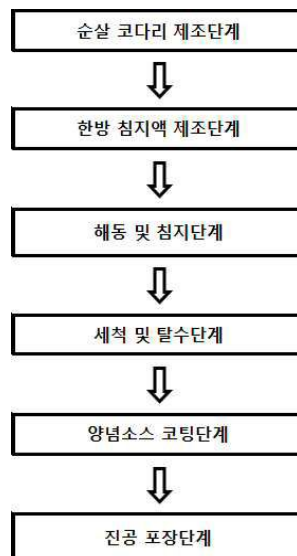 순살 코다리 제조단계
한방 침지액 제조단계
해동 및 침지단계
세척 및 탈수단계
양념소스 코팅단계
진공 포장단계